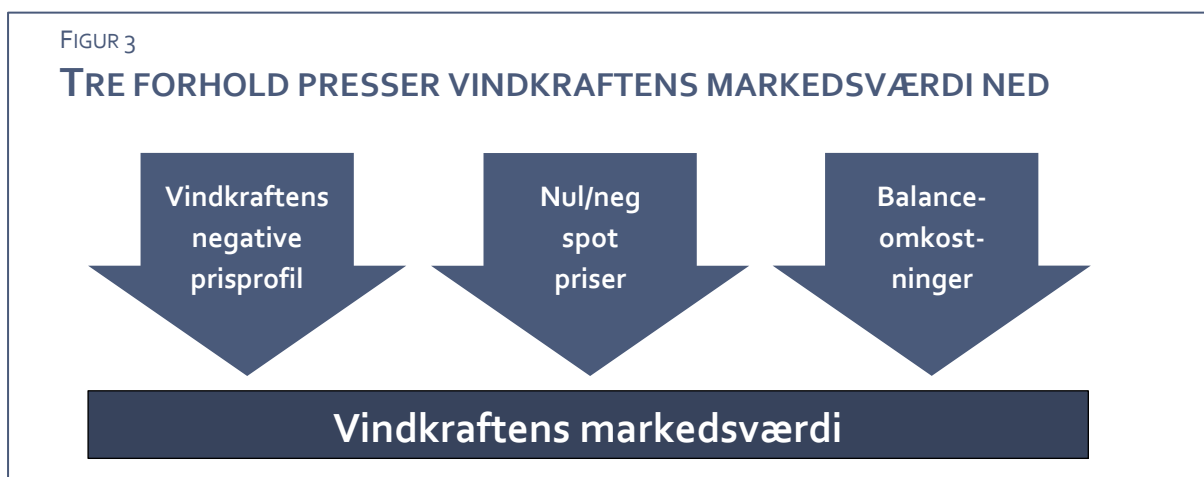 FIGUR 3
TRE FORHOLD PRESSER VINDKRAFTENS MARKEDSVÆRDI NED
Vindkraftens
negative
prisprofil
Nul/neg
spot
priser
Balance-
omkost-
ninger
Vindkraftens markedsværdi